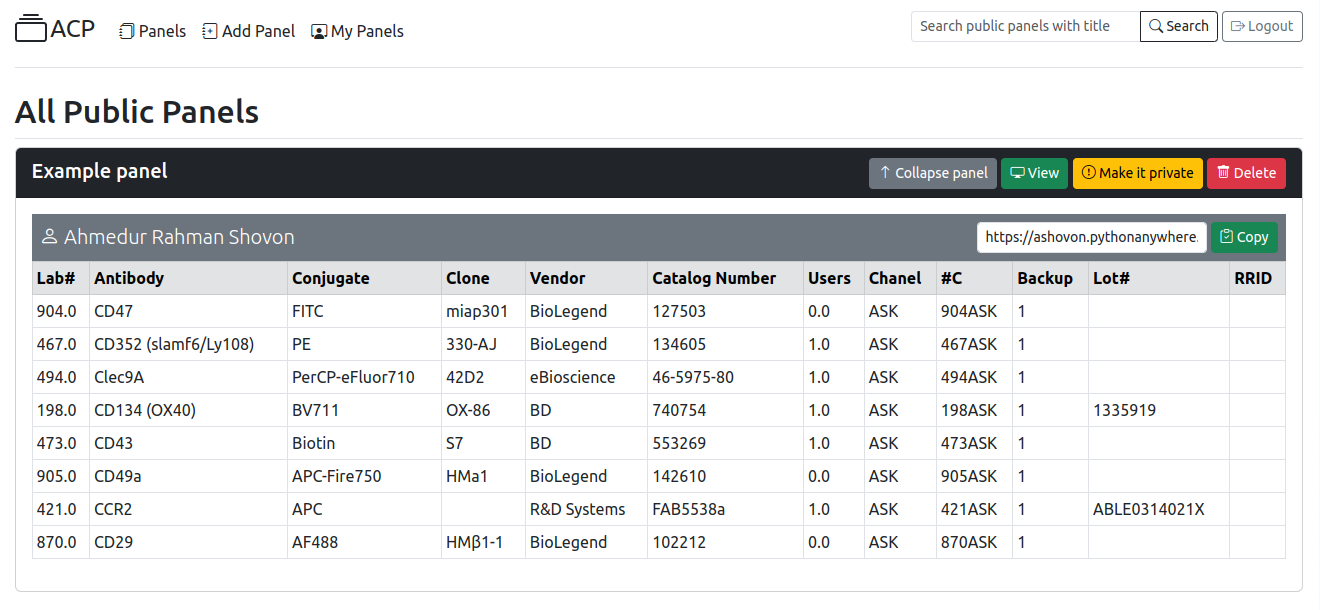 ACP Panels Add Panel My Panels Search public panels with title Search Logout
All Public Panels
Example panel Collapse panel View Make it private Delete
Ahmedur Rahman Shovon https://ashovon.pythonanywhere. Copy
Lab# Antibody Conjugate Clone Vendor Catalog Number Users Chanel #C Backup Lot# RRID
904.0 CD47 FITC miap301 BioLegend 127503 0.0 ASK 904ASK 1
467.0 CD352 (slamf6/Ly108) PE 330-AJ BioLegend 134605 1.0 ASK 467ASK 1
494.0 Clec9A PerCP-eFluor710 42D2 eBioscience 46-5975-80 1.0 ASK 494ASK 1
198.0 CD134 (OX40) BV711 OX-86 BD 740754 1.0 ASK 198ASK 1 1335919
473.0 CD43 Biotin S7 BD 553269 1.0 ASK 473ASK 1
905.0 CD49a APC-Fire750 HMa1 BioLegend 142610 0.0 ASK 905ASK 1
421.0 CCR2 APC R&D Systems FAB5538a 1.0 ASK 421ASK 1 ABLE0314021X
870.0 CD29 AF488 HMβ1-1 BioLegend 102212 0.0 ASK 870ASK 1